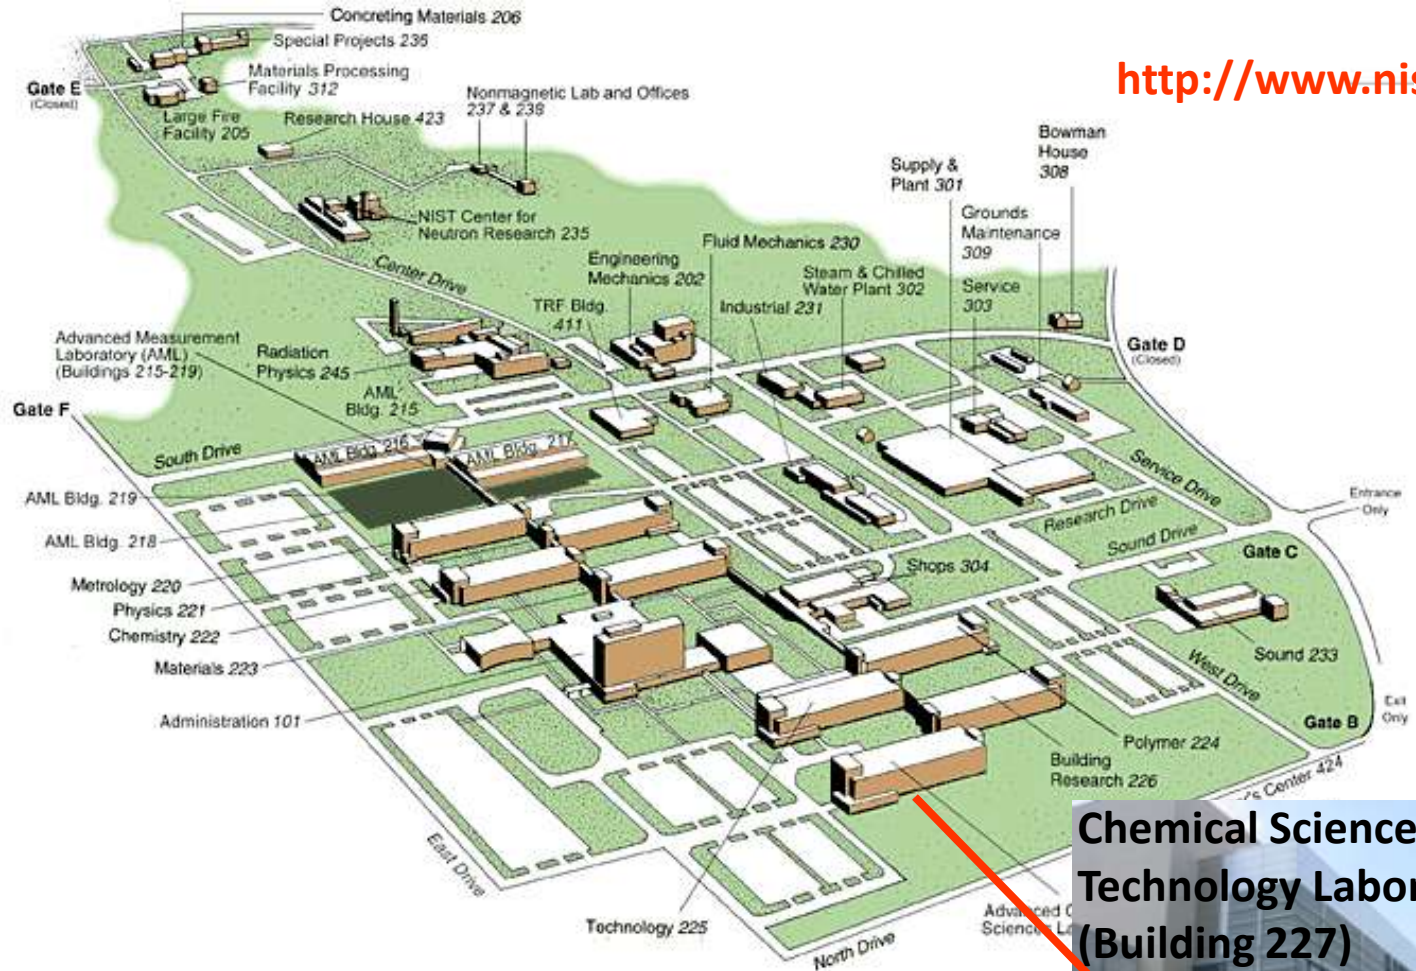 Concreting Materials 206
Special Projects 236
http://www.nis
Gate E
(Closed)
Materials Processing
Facility 312
Nonmagnetic Lab and Offices
237 & 238
Large Fire
Facility 205
Research House 423
Bowman
House
308
Supply &
Plant 301
Grounds
Maintenance
309
NIST Center for
Neutron Research 235
Fluid Mechanics 230
Engineering
Mechanics 202
Steam & Chilled
Water Plant 302
Service
303
Center Drive
TRF Bldg.
411
Industrial 231
Advanced Measurement
Laboratory (AML)
(Buildings 215-219)
Radiation
Physics 245
Gate D
(Closed)
AML
Bldg. 215
Gate F
South Drive
AML Bldg. 216
AML Bldg. 217
Service Drive
AML Bldg. 219
Entrance
Only
Research Drive
AML Bldg. 218
Sound Drive
Gate C
Metrology 220
Shops 304
Physics 221
Chemistry 222
Materials 223
Sound 233
West Drive
Administration 101
Exit
Only
Gate B
Polymer 224
Building
Research 226
's Center 424
East Drive
Chemical Science
Technology Labor
(Building 227)
Advanced C
Sciences La
Technology 225
North Drive